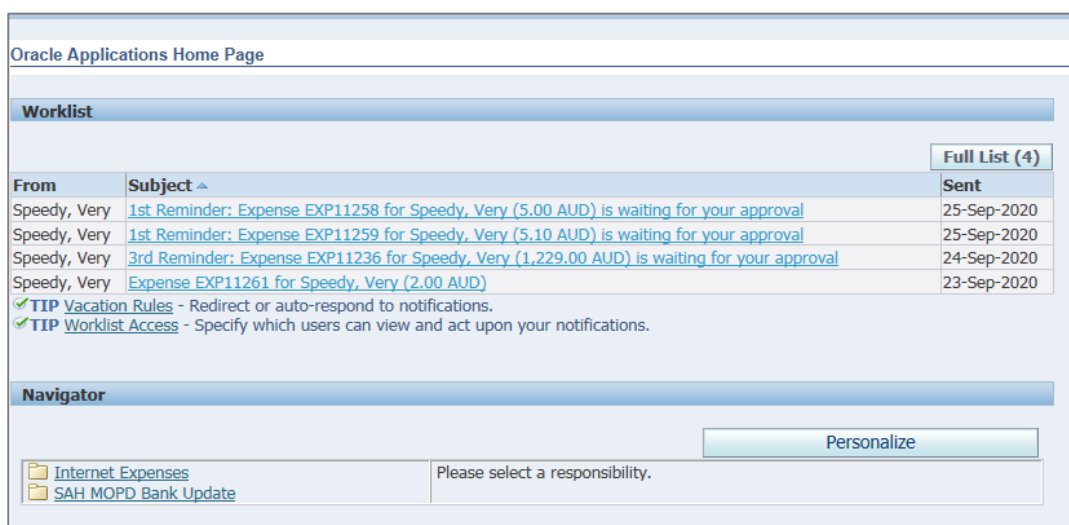 Oracle Applications Home Page
Worklist
Full List (4)
From Subject Sent
Speedy, Very 1st Reminder: Expense EXP11258 for Speedy, Very (5.00 AUD) is waiting for your approval 25-Sep-2020
Speedy, Very 1st Reminder: Expense EXP11259 for Speedy, Very (5.10 AUD) is waiting for your approval 25-Sep-2020
Speedy, Very 3rd Reminder: Expense EXP11236 for Speedy, Very (1,229.00 AUD) is waiting for your approval 24-Sep-2020
Speedy, Very Expense EXP11261 for Speedy, Very (2.00 AUD) 23-Sep-2020
TIP Vacation Rules - Redirect or auto-respond to notifications.
TIP Worklist Access - Specify which users can view and act upon your notifications.
Navigator
Personalize
Internet Expenses Please select a responsibility.
SAH MOPD Bank Update